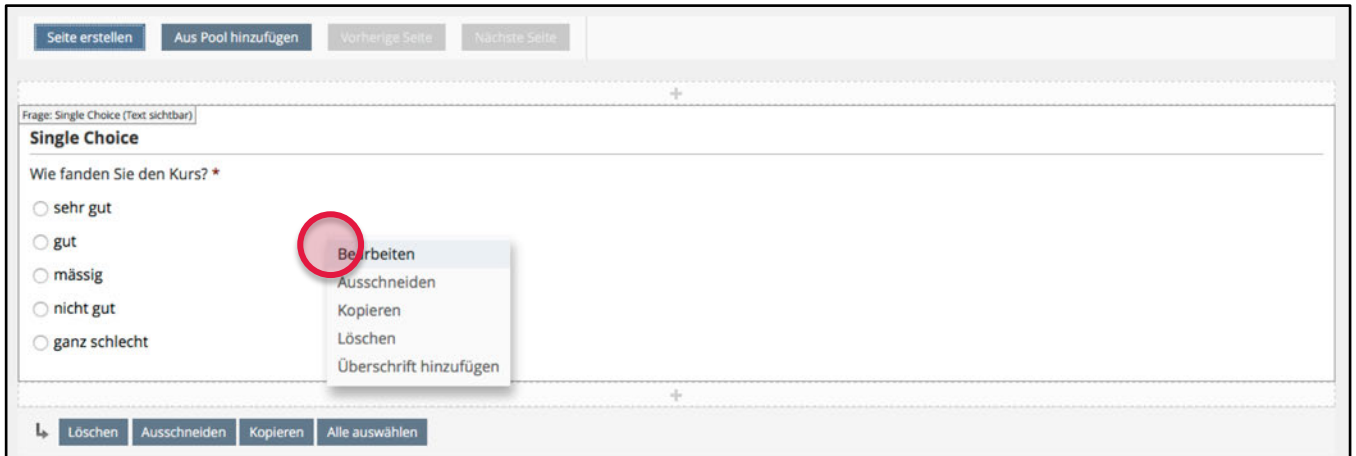 Seite erstellen Aus Pool hinzufügen Vorherige Seite Nächste Seite
+
Frage: Single Choice (Text sichtbar)
Single Choice
Wie fanden Sie den Kurs? *
sehr gut
gut
mässig
nicht gut
ganz schlecht
Bearbeiten
Ausschneiden
Kopieren
Löschen
Überschrift hinzufügen
+
Löschen Ausschneiden Kopieren Alle auswählen